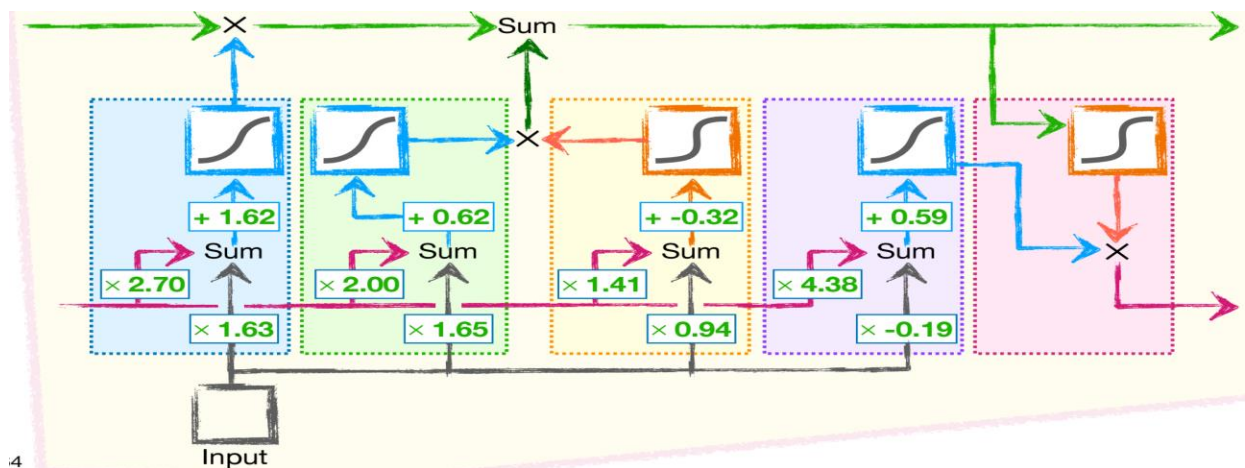 × Sum
×
+ 1.62 + 0.62 + -0.32 + 0.59
Sum Sum Sum Sum ×
× 2.70 × 2.00 × 1.41 × 4.38
× 1.63 × 1.65 × 0.94 × -0.19
Input